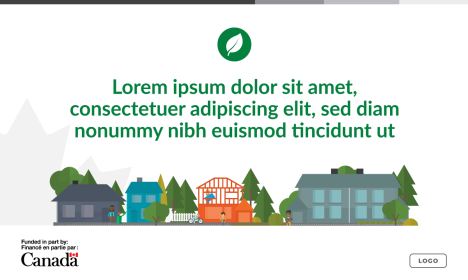 Lorem ipsum dolor sit amet,
consectetuer adipiscing elit, sed diam
nonummy nibh euismod tincidunt ut
Funded in part by:
Financé en partie par :
Canada
LOGO